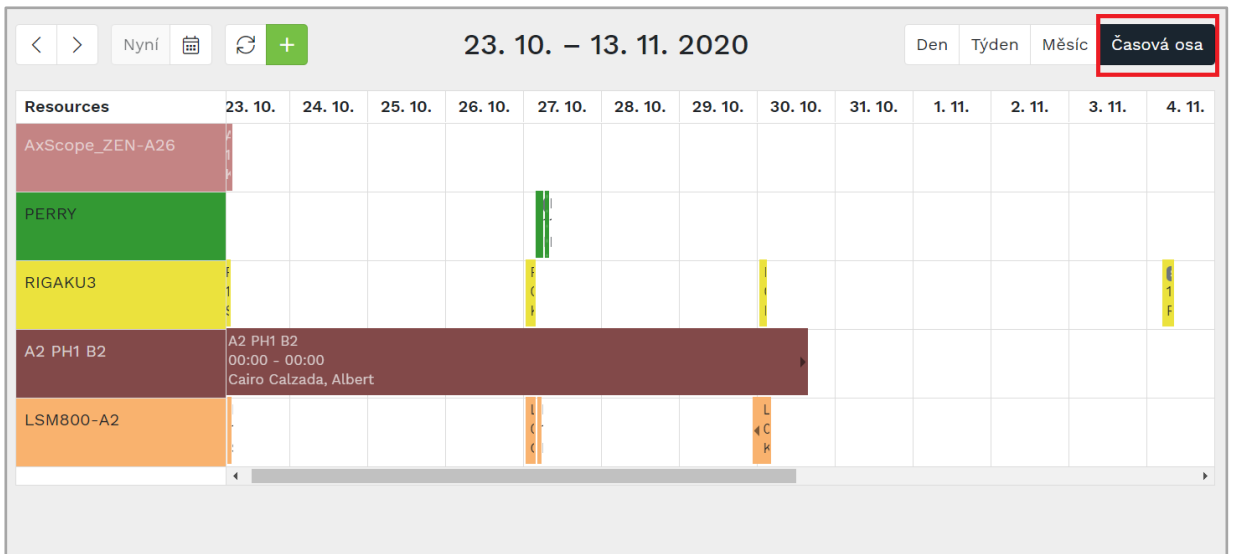 Nyní
23. 10. – 13. 11. 2020
Den Týden Měsíc Časová osa
Resources 23. 10. 24. 10. 25. 10. 26. 10. 27. 10. 28. 10. 29. 10. 30. 10. 31. 10. 1. 11. 2. 11. 3. 11. 4. 11.
AxScope_ZEN-A26
PERRY
RIGAKU3
A2 PH1 B2
A2 PH1 B2
00:00 - 00:00
Cairo Calzada, Albert
LSM800-A2